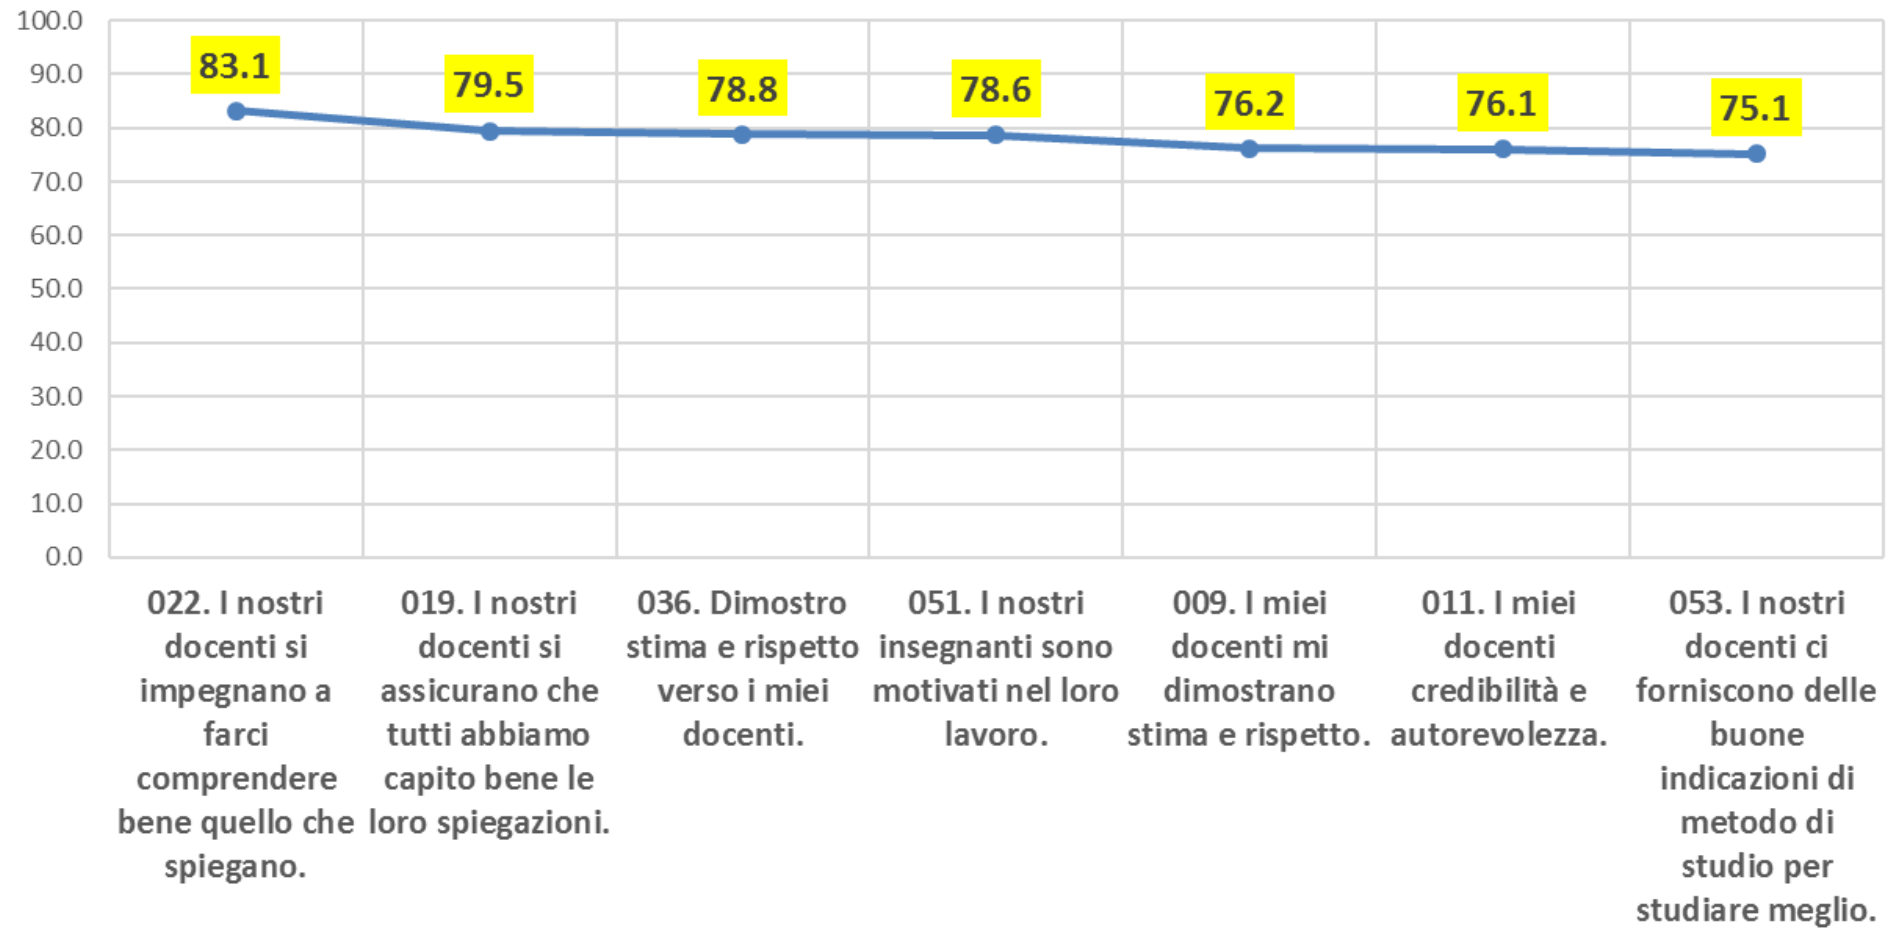 100.0
90.0
80.0
70.0
60.0
50.0
40.0
30.0
20.0
10.0
0.0
83.1
79.5
78.8
78.6
76.2
76.1
75.1
022. I nostri
docenti si
impegnano a
farci
comprendere
bene quello che
spiegano.
019. I nostri
docenti si
assicurano che
tutti abbiamo
capito bene le
loro spiegazioni.
036. Dimostro
stima e rispetto
verso i miei
docenti.
051. I nostri
insegnanti sono
motivati nel loro
lavoro.
009. I miei
docenti mi
dimostrano
stima e rispetto.
011. I miei
docenti
credibilità e
autorevolezza.
053. I nostri
docenti ci
forniscono delle
buone
indicazioni di
metodo di
studio per
studiare meglio.